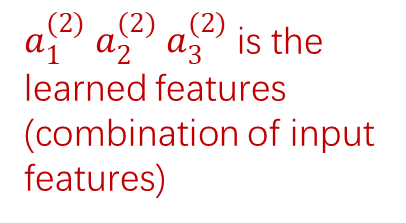 a₁⁽²⁾ a₂⁽²⁾ a₃⁽²⁾ is the
learned features
(combination of input
features)